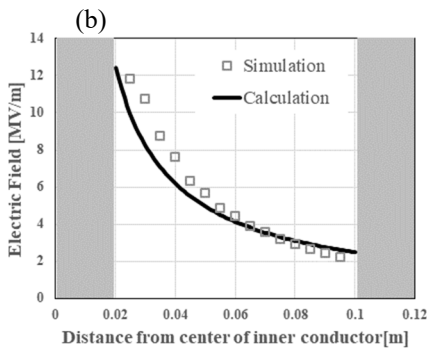 (b)
14
12
10
8
6
4
2
0
Electric Field [MV/m]
Simulation
Calculation
0 0.02 0.04 0.06 0.08 0.1 0.12
Distance from center of inner conductor[m]